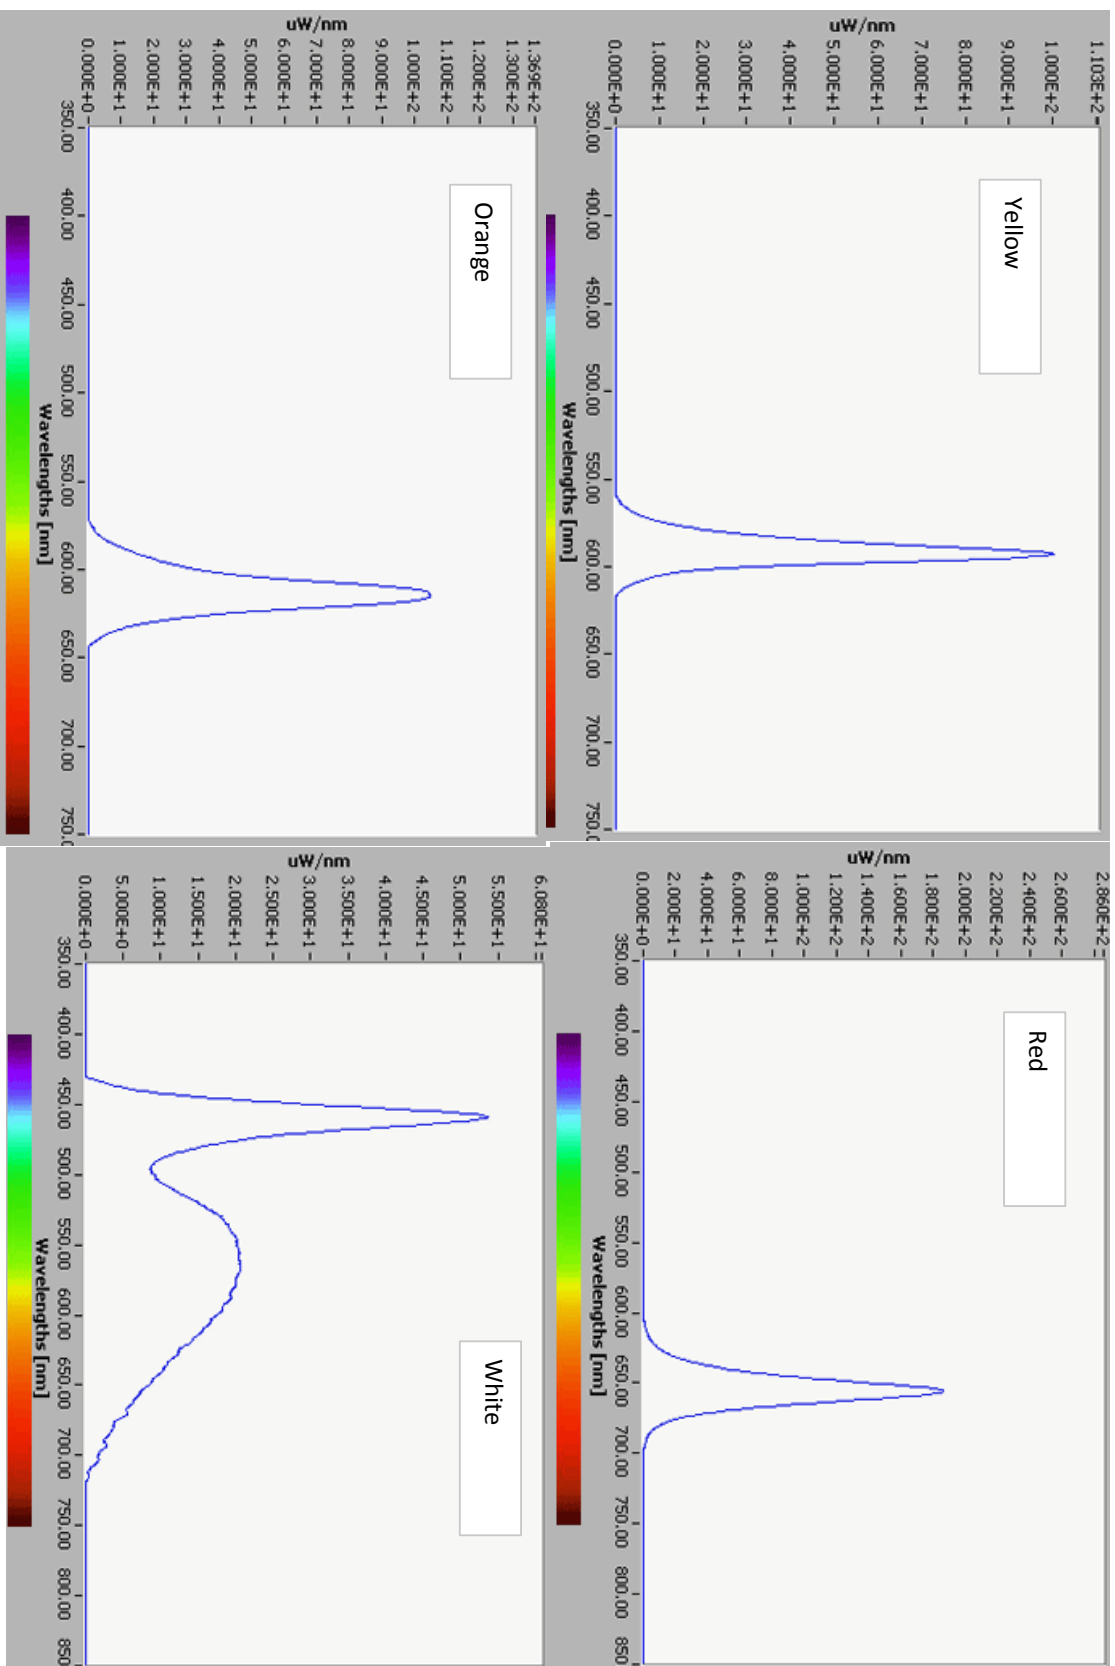 Yellow
uW/nm
1.103E+2
1.000E+2
9.000E+1
8.000E+1
7.000E+1
6.000E+1
5.000E+1
4.000E+1
3.000E+1
2.000E+1
1.000E+1
0.000E+0
350.00 400.00 450.00 500.00 550.00 600.00 650.00 700.00 750.
Wavelengths [nm]
Red
uW/nm
2.860E+2
2.600E+2
2.400E+2
2.200E+2
2.000E+2
1.800E+2
1.600E+2
1.400E+2
1.200E+2
1.000E+2
8.000E+1
6.000E+1
4.000E+1
2.000E+1
0.000E+0
350.00 400.00 450.00 500.00 550.00 600.00 650.00 700.00 750.00 800.00 850
Wavelengths [nm]
Orange
uW/nm
1.369E+2
1.300E+2
1.200E+2
1.100E+2
1.000E+2
9.000E+1
8.000E+1
7.000E+1
6.000E+1
5.000E+1
4.000E+1
3.000E+1
2.000E+1
1.000E+1
0.000E+0
350.00 400.00 450.00 500.00 550.00 600.00 650.00 700.00 750.
Wavelengths [nm]
White
uW/nm
6.080E+1
5.500E+1
5.000E+1
4.500E+1
4.000E+1
3.500E+1
3.000E+1
2.500E+1
2.000E+1
1.500E+1
1.000E+1
5.000E+0
0.000E+0
350.00 400.00 450.00 500.00 550.00 600.00 650.00 700.00 750.00 800.00 850
Wavelengths [nm]